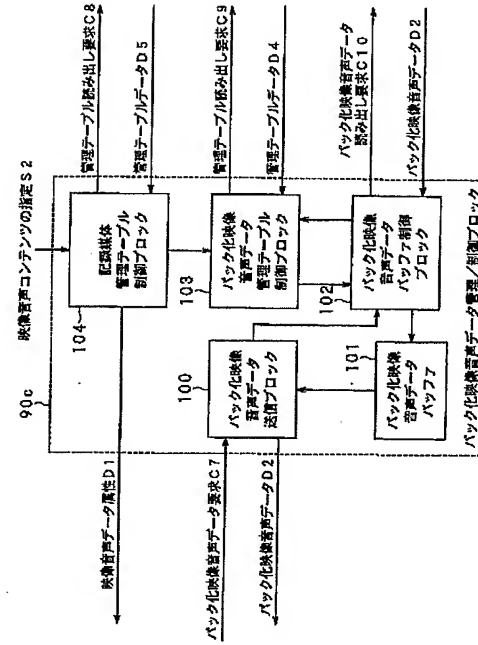 90c
映像音声コンテンツの指定S2
管理テーブル読み出し要求C8
管理テーブルデータD5
管理テーブル読み出し要求C9
管理テーブルデータD4
パック化映像音声データ
読み出し要求C10
パック化映像音声データD2
104
記録媒体
管理テーブル
制御ブロック
103
パック化映像
音声データ
管理テーブル
制御ブロック
102
パック化映像
音声データ
バッファ制御
ブロック
100
パック化映像
音声データ
送信ブロック
101
パック化映像
音声データ
バッファ
映像音声データ属性D1
パック化映像音声データ要求C7
パック化映像音声データD2
パック化映像音声データ管理/制御ブロック